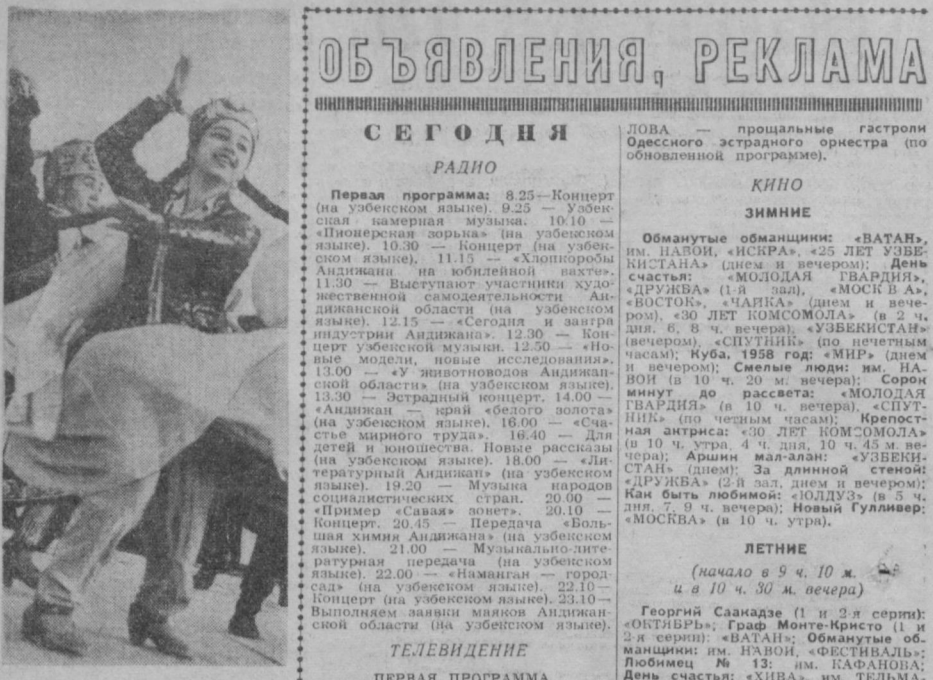 ОБЪЯВЛЕНИЯ, РЕКЛАМА
СЕГОДНЯ
РАДИО
Первая программа: 8.25—Концерт
(на узбекском языке). 9.25 — Узбек-
ская камерная музыка. 10.10 —
«Пионерская зорька» (на узбекском
языке). 10.30 — Концерт (на узбек-
ском языке). 11.15 — «Хлопкоробы
Андижана на юбилейной вахте».
11.30 — Выступают участники худо-
жественной самодеятельности Ан-
дижанской области (на узбекском
языке). 12.15 — «Сегодня и завтра
индустрии Андижана». 12.30 — Кон-
церт узбекской музыки. 12.50 — «Но-
вые модели, новые исследования».
13.00 — «У животноводов Андижан-
ской области» (на узбекском языке).
13.30 — Эстрадный концерт. 14.00 —
«Андижан — край «белого золота»
(на узбекском языке). 16.00 — «Сча-
стье мирного труда». 16.40 — Для
детей и юношества. Новые рассказы
(на узбекском языке). 18.00 — «Ли-
тературный Андижан» (на узбекском
языке). 19.20 — Музыка народов
социалистических стран. 20.00 —
«Пример «Савая» зовет». 20.10 —
Концерт. 20.45 — Передача «Боль-
шая химия Андижана» (на узбекском
языке). 21.00 — Музыкально-лите-
ратурная передача (на узбекском
языке). 22.00 — «Наманган — город-
сад» (на узбекском языке). 22.10—
Концерт (на узбекском языке). 23.10—
Выполняем заявки маяков Андижан-
ской области (на узбекском языке).
ТЕЛЕВИДЕНИЕ
ПЕРВАЯ ПРОГРАММА
ЛОВА — прощальные гастроли
Одесского эстрадного оркестра (по
обновленной программе).
КИНО
ЗИМНИЕ
Обманутые обманщики: «ВАТАН»,
им. НАВОИ, «ИСКРА», «25 ЛЕТ УЗБЕ-
КИСТАНА» (днем и вечером); День
счастья: «МОЛОДАЯ ГВАРДИЯ»,
«ДРУЖБА» (1-й зал), «МОСКВА»,
«ВОСТОК», «ЧАЙКА» (днем и вече-
ром), «30 ЛЕТ КОМСОМОЛА» (в 2 ч.
дня, 6, 8 ч. вечера), «УЗБЕКИСТАН»
(вечером), «СПУТНИК» (по нечетным
часам); Куба, 1958 год: «МИР» (днем
и вечером); Смелые люди: им. НА-
ВОИ (в 10 ч. 20 м. вечера); Сорок
минут до рассвета: «МОЛОДАЯ
ГВАРДИЯ» (в 10 ч. вечера), «СПУТ-
НИК» (по четным часам); Крепост-
ная актриса: «30 ЛЕТ КОМСОМОЛА»
(в 10 ч. утра, 4 ч. дня, 10 ч. 45 м. ве-
чера); Аршин мал-алан: «УЗБЕКИ-
СТАН» (днем); За длинной стеной:
«ДРУЖБА» (2-й зал, днем и вечером);
Как быть любимой: «ЮЛДУЗ» (в 5 ч.
дня, 7, 9 ч. вечера); Новый Гулливер:
«МОСКВА» (в 10 ч. утра).
ЛЕТНИЕ
(начало в 9 ч. 10 м.
и в 10 ч. 30 м. вечера)
Георгий Саакадзе (1 и 2-я серии):
«ОКТЯБРЬ»; Граф Монте-Кристо (1 и
2-я серии): «ВАТАН»; Обманутые об-
манщики: им. НАВОИ, «ФЕСТИВАЛЬ»;
Любимец № 13: им. КАФАНОВА;
День счастья: «ХИВА», им. ТЕЛЬМА-